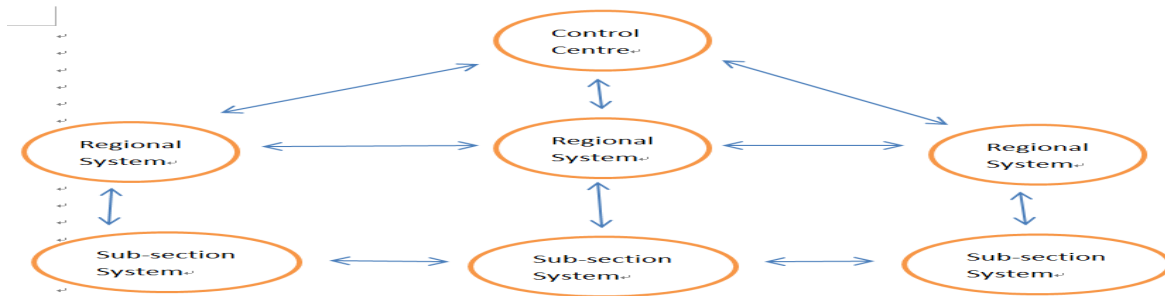 Control
Centre
Regional
System
Regional
System
Regional
System
Sub-section
System
Sub-section
System
Sub-section
System